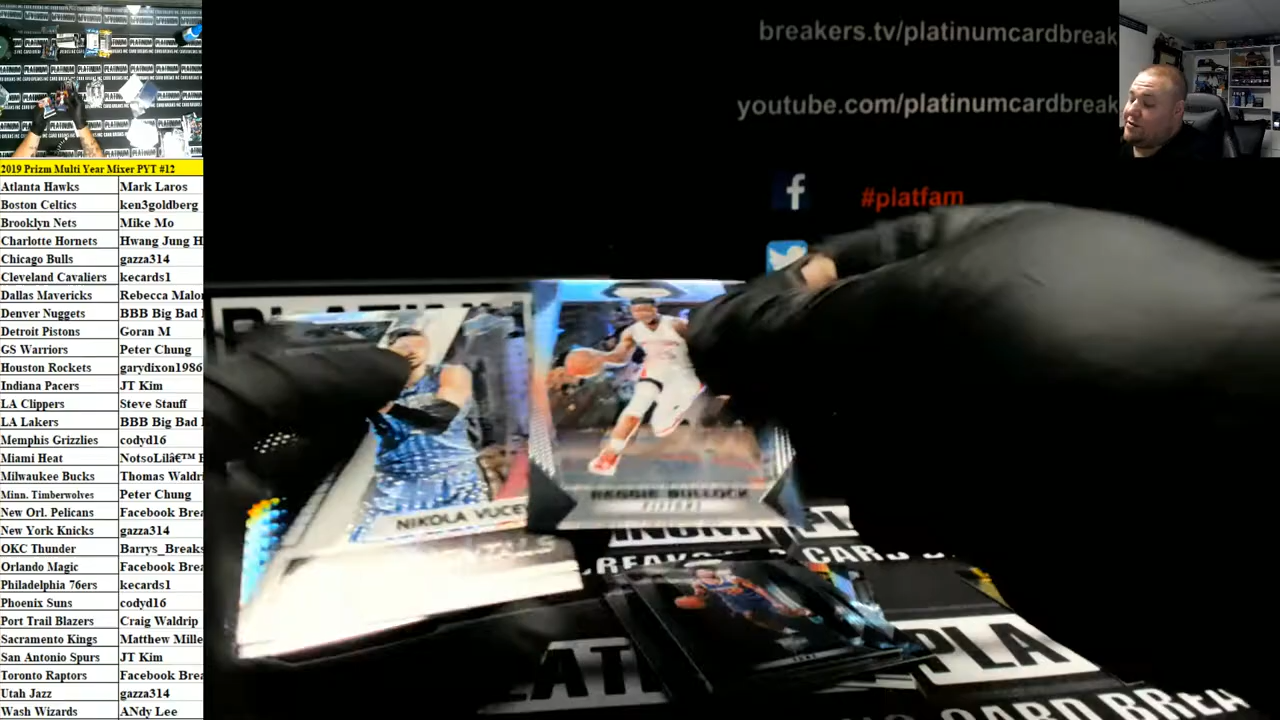 breakers.tv/platinumcardbreak
youtube.com/platinumcardbreak
#platfam
2019 Prizm Multi Year Mixer PYT #12
Atlanta Hawks Mark Laros
Boston Celtics ken3goldberg
Brooklyn Nets Mike Mo
Charlotte Hornets Hwang Jung H
Chicago Bulls gazza314
Cleveland Cavaliers kecards1
Dallas Mavericks Rebecca Malo
Denver Nuggets BBB Big Bad
Detroit Pistons Goran M
GS Warriors Peter Chung
Houston Rockets garydixon1986
Indiana Pacers JT Kim
LA Clippers Steve Stauff
LA Lakers BBB Big Bad
Memphis Grizzlies codyd16
Miami Heat NotsoLilâ€™
Milwaukee Bucks Thomas Waldr
Minn. Timberwolves Peter Chung
New Orl. Pelicans Facebook Brea
New York Knicks gazza314
OKC Thunder Barrys_Breaks
Orlando Magic Facebook Brea
Philadelphia 76ers kecards1
Phoenix Suns codyd16
Port Trail Blazers Craig Waldrip
Sacramento Kings Matthew Mille
San Antonio Spurs JT Kim
Toronto Raptors Facebook Brea
Utah Jazz gazza314
Wash Wizards ANdy Lee
NIKOLA VUCE
REGGIE BULLOCK
PLA
CARD BREA